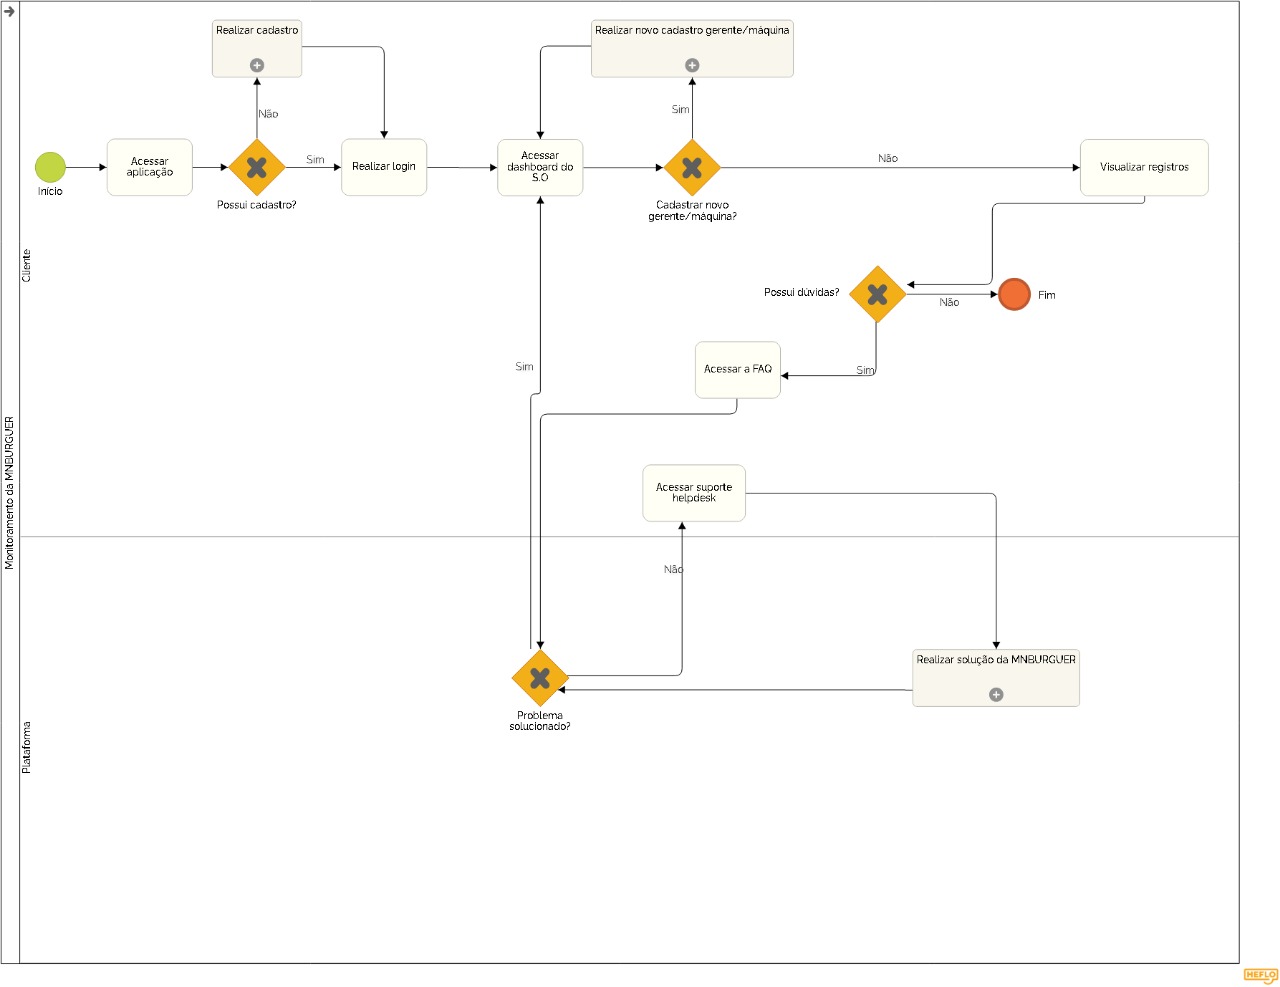 Realizar cadastro
Realizar novo cadastro gerente/máquina
Não
Sim
Acessar
aplicação
Sim
Realizar login
Acessar
dashboard do
S.O
Não
Visualizar registros
Início
Possui cadastro?
Cadastrar novo
gerente/máquina?
Cliente
Possui dúvidas?
Não
Fim
Sim
Acessar a FAQ
Sim
Monitoramento da MNBURGUER
Acessar suporte
helpdesk
Não
Realizar solução da MNBURGUER
Problema
solucionado?
Plataforma
HEFLO